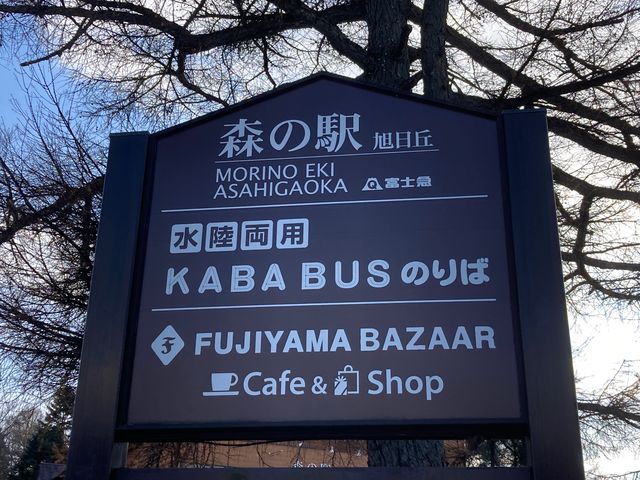 森の駅 旭日丘
MORINO EKI
ASAHIGAOKA 富士急
水陸両用
KABA BUS のりば
FUJIYAMA BAZAAR
Cafe & Shop